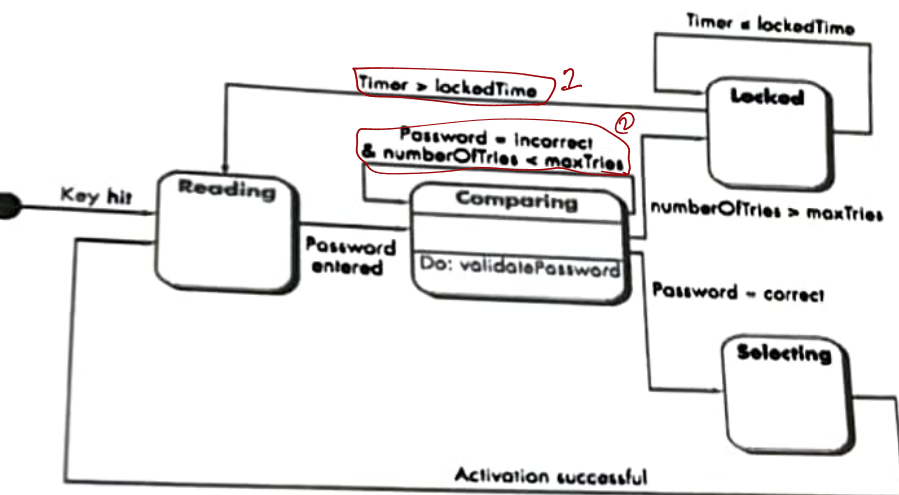 Timer ≤ lockedTime
Timer > lockedTime
1
Locked
2
Password = incorrect
& numberOfTries < maxTries
Reading
Key hit
Comparing
numberOfTries > maxTries
Password
entered
Do: validatePassword
Password = correct
Selecting
Activation successful